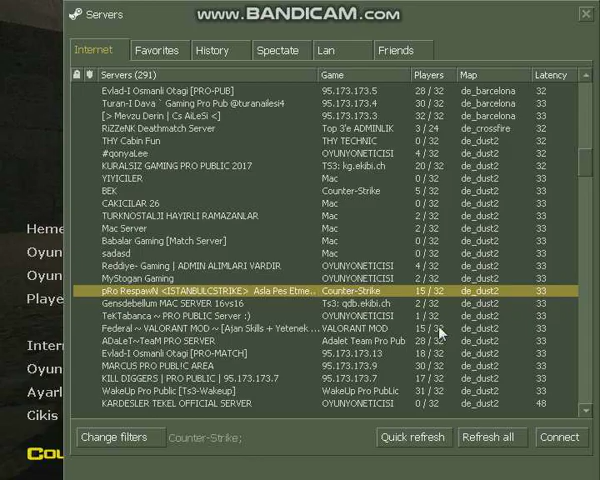 www.BANDICAM.com
Servers
Internet Favorites History Spectate Lan Friends
Servers (291) Game Players Map Latency
Evlad-I Osmanli Otagi [PRO-PUB] 95.173.173.5 28 / 32 de_barcelona 32
Turan-I Dava ` Gaming Pro Pub @turanailesi4 95.173.173.4 30 / 32 de_barcelona 33
[> Mevzu Derin | Cs AiLeSi <] 95.173.173.3 32 / 32 de_barcelona 33
RiZZeNK Deathmatch Server Top 3'e ADMINLIK 3 / 24 de_crossfire 33
THY Cabin Fun THY TECHNIC 0 / 32 de_dust2 32
#qonyaLee OYUNYONETICISI 4 / 32 de_dust2 32
KURALSIZ GAMING PRO PUBLIC 2017 TS3: kg.ekibi.ch 20 / 32 de_dust2 32
YIYICILER Mac 0 / 32 de_dust2 33
BEK Counter-Strike 5 / 32 de_dust2 33
CAKICILAR 26 Mac 0 / 32 de_dust2 33
TURKNOSTALJI HAYIRLI RAMAZANLAR Mac 2 / 32 de_dust2 33
Mac Server Mac 2 / 32 de_dust2 33
Babalar Gaming [Match Server] Mac 0 / 32 de_dust2 33
sadasd Mac 0 / 32 de_dust2 33
Reddiye- Gaming | ADMIN ALIMLARI VARDIR OYUNYONETICISI 4 / 32 de_dust2 33
MyStogan Gaming OYUNYONETICISI 2 / 32 de_dust2 33
pRo RespawN <ISTANBULCSTRIKE> Asla Pes Etme... Counter-Strike 15 / 32 de_dust2 33
Gensdebellum MAC SERVER 16vs16 Ts3: qdb.ekibi.ch 2 / 32 de_dust2 33
TeKTabanca ~ PRO PUBLIC Server :) OYUNYONETICISI 1 / 32 de_dust2 33
Federal ~ VALORANT MOD ~ [Ajan Skills + Yetenek ... VALORANT MOD 15 / 32 de_dust2 33
ADaLeT~TeaM PRO SERVER Adalet Team Pro Pub 28 / 32 de_dust2 33
Evlad-I Osmanli Otagi [PRO-MATCH] 95.173.173.13 18 / 32 de_dust2 33
MARCUS PRO PUBL!C AREA 95.173.173.9 30 / 32 de_dust2 33
KILL DIGGERS | PRO PUBLIC | 95.173.173.7 95.173.173.7 17 / 32 de_dust2 33
WakeUp Pro Public [Ts3-Wakeup] WakeUp Pro PubLic 31 / 32 de_dust2 33
KARDESLER TEKEL OFFICIAL SERVER OYUNYONETICISI 0 / 32 de_dust2 48
Change filters Counter-Strike; Quick refresh Refresh all Connect
Heme
Oyun
Oyun
Playe
Intern
Oyun
Ayarl
Cikis
Cou